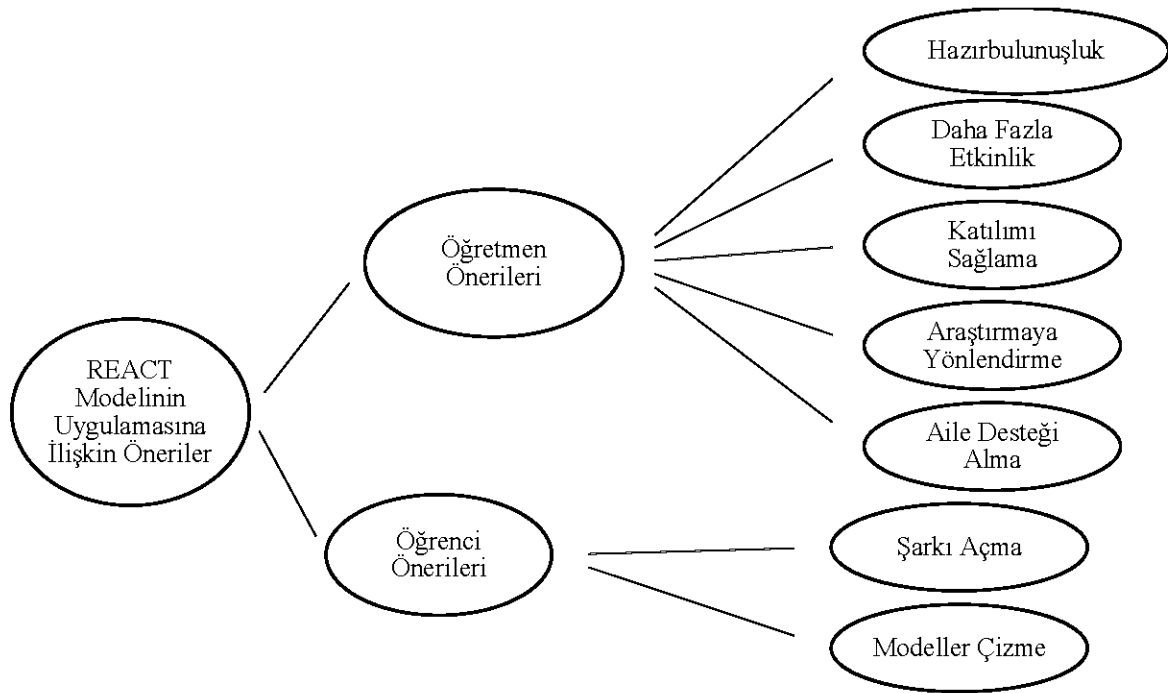 REACT
Modelinin
Uygulamasına
İlişkin Öneriler
Öğretmen
Önerileri
Hazırbulunuşluk
Daha Fazla
Etkinlik
Katılımı
Sağlama
Araştırmaya
Yönlendirme
Aile Desteği
Alma
Öğrenci
Önerileri
Şarkı Açma
Modeller Çizme